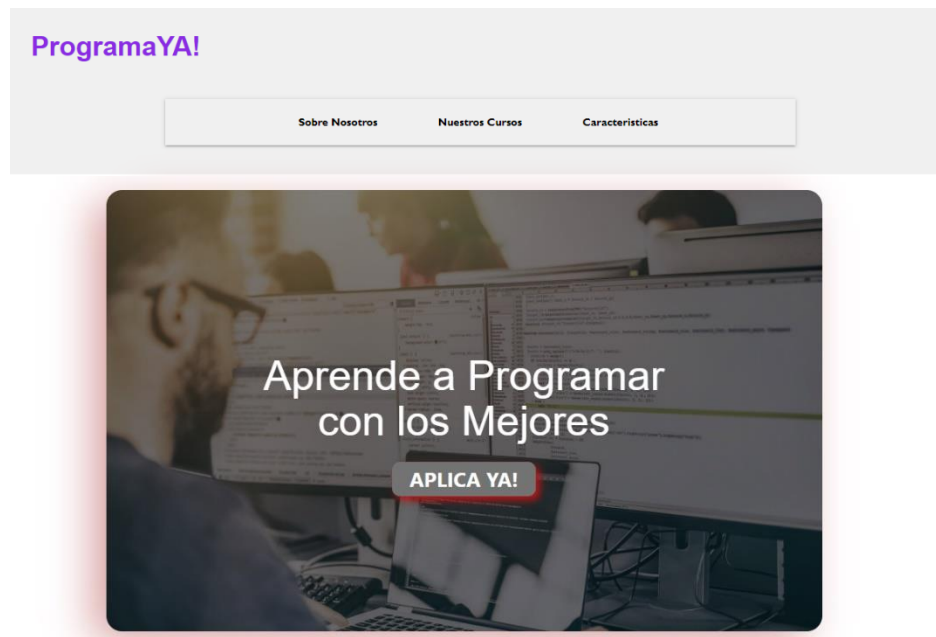 ProgramaYA!
Sobre Nosotros Nuestros Cursos Caracteristicas
Aprende a Programar
con los Mejores
APLICA YA!